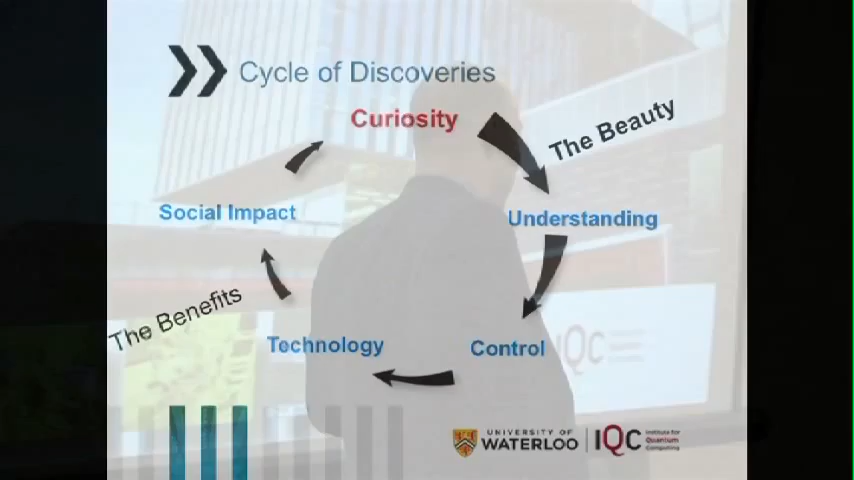 Cycle of Discoveries
Curiosity
The Beauty
Social Impact
Understanding
The Benefits
Technology
Control
IQC
UNIVERSITY OF
WATERLOO
IQC
Institute for
Quantum
Computing